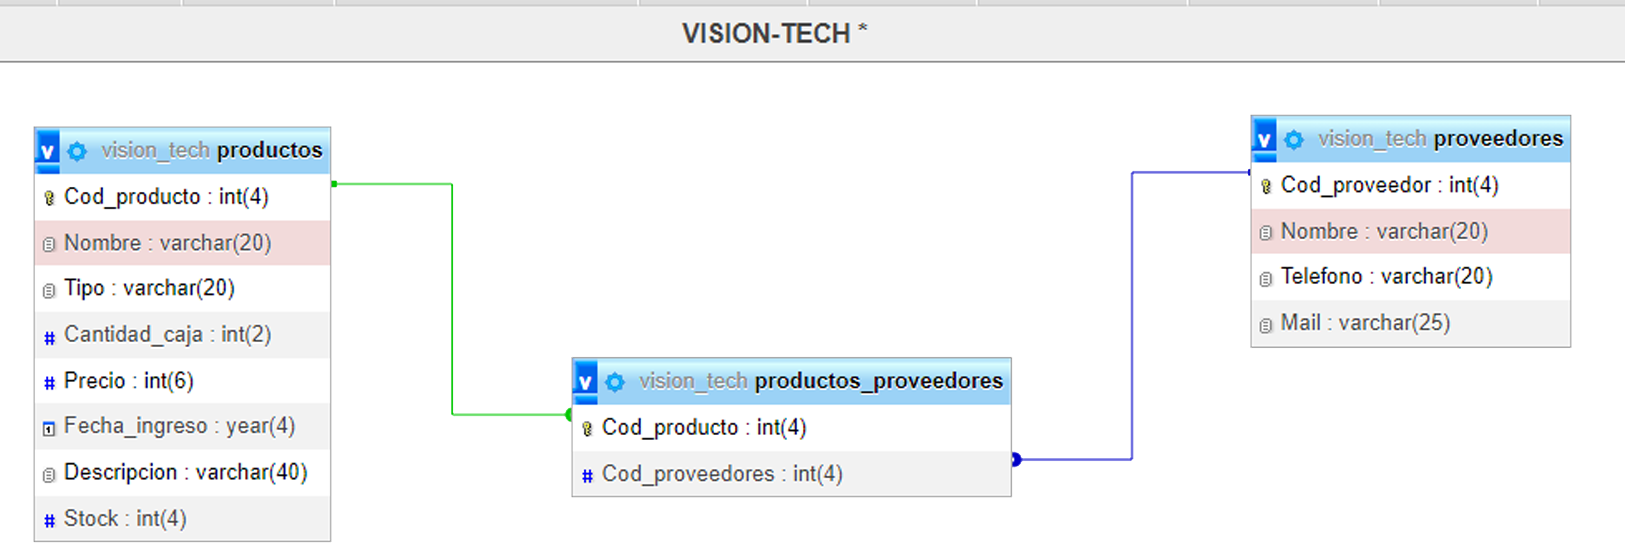 VISION-TECH *
v vision_tech productos
Cod_producto : int(4)
Nombre : varchar(20)
Tipo : varchar(20)
# Cantidad_caja : int(2)
# Precio : int(6)
Fecha_ingreso : year(4)
Descripcion : varchar(40)
# Stock : int(4)
v vision_tech productos_proveedores
Cod_producto : int(4)
# Cod_proveedores : int(4)
v vision_tech proveedores
Cod_proveedor : int(4)
Nombre : varchar(20)
Telefono : varchar(20)
Mail : varchar(25)